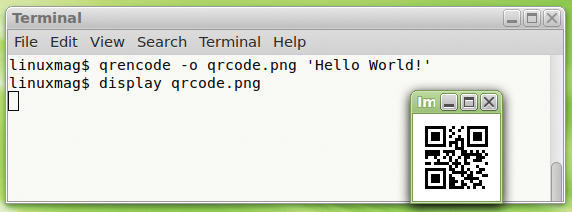 Terminal
File Edit View Search Terminal Help
linuxmag$ qrencode -o qrcode.png 'Hello World!'
linuxmag$ display qrcode.png
Im